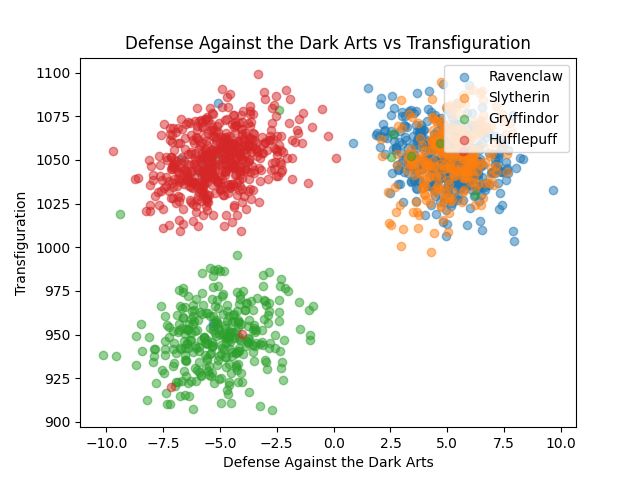 Defense Against the Dark Arts vs Transfiguration
Ravenclaw
Slytherin
Gryffindor
Hufflepuff
Transfiguration
1100
1075
1050
1025
1000
975
950
925
900
−10.0 −7.5 −5.0 −2.5 0.0 2.5 5.0 7.5 10.0
Defense Against the Dark Arts